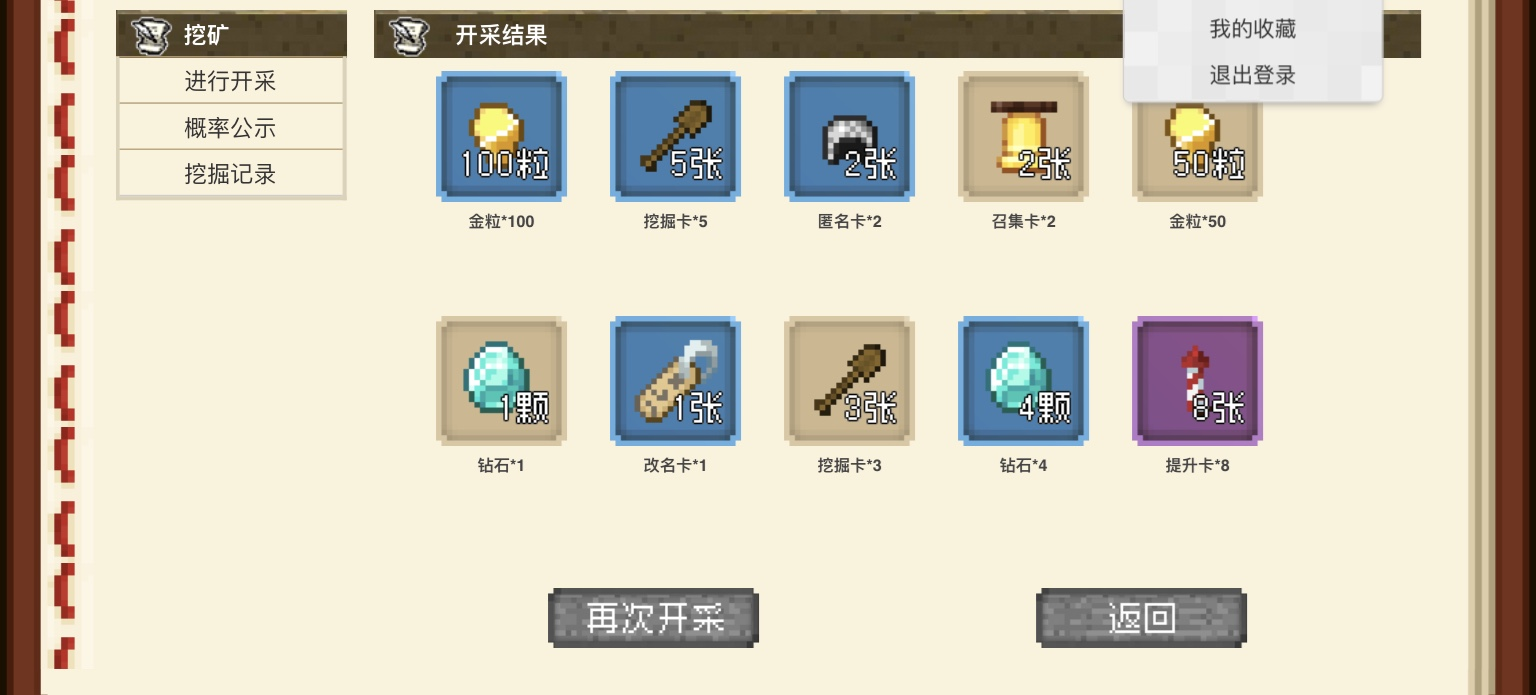 挖矿
进行开采
概率公示
挖掘记录
开采结果
我的收藏
退出登录
100粒
5张
2张
2张
50粒
金粒*100
挖掘卡*5
匿名卡*2
召集卡*2
金粒*50
1颗
1张
3张
4颗
8张
钻石*1
改名卡*1
挖掘卡*3
钻石*4
提升卡*8
再次开采
返回